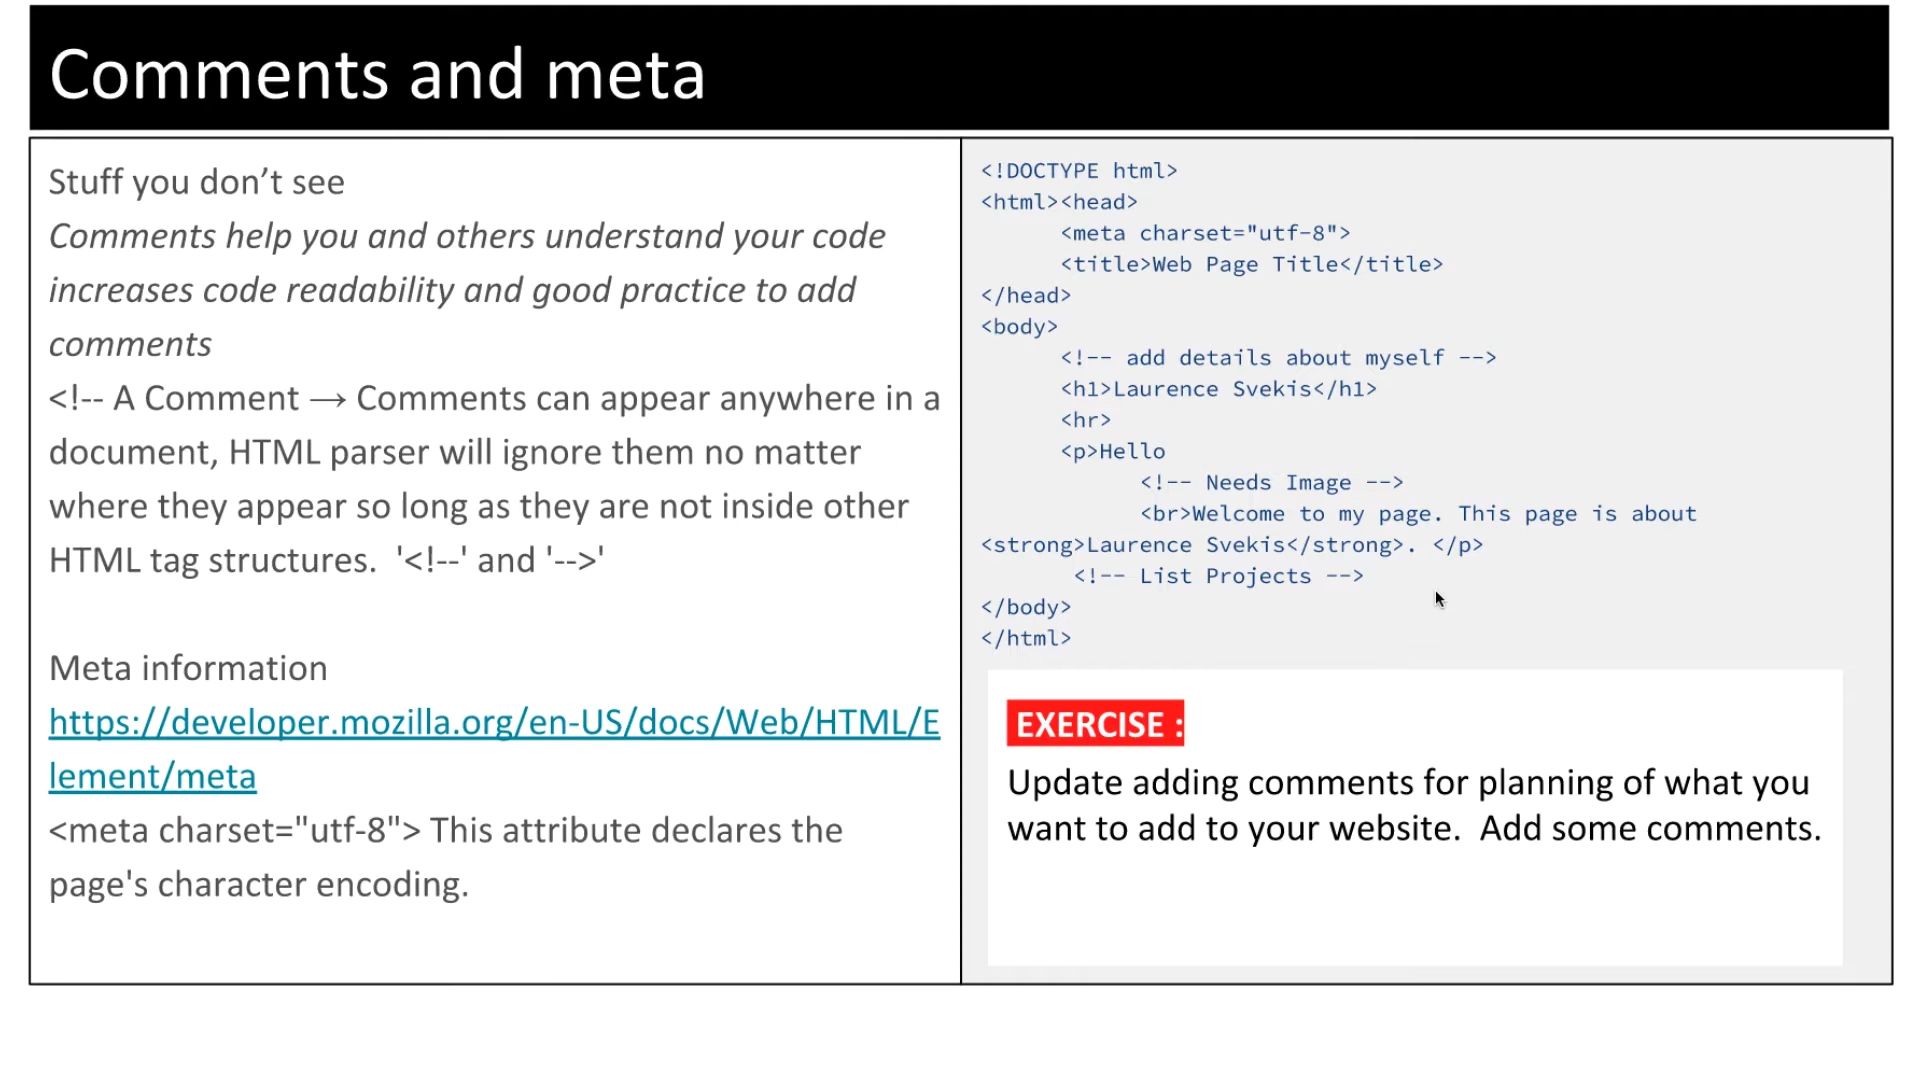 Comments and meta
Stuff you don’t see
Comments help you and others understand your code
increases code readability and good practice to add
comments
<!-- A Comment → Comments can appear anywhere in a
document, HTML parser will ignore them no matter
where they appear so long as they are not inside other
HTML tag structures.  '<!--' and '-->'
Meta information
https://developer.mozilla.org/en-US/docs/Web/HTML/E
lement/meta
<meta charset="utf-8"> This attribute declares the
page's character encoding.
<!DOCTYPE html>
<html><head>
<meta charset="utf-8">
<title>Web Page Title</title>
</head>
<body>
<!-- add details about myself -->
<h1>Laurence Svekis</h1>
<hr>
<p>Hello
<!-- Needs Image -->
<br>Welcome to my page. This page is about
<strong>Laurence Svekis</strong>. </p>
<!-- List Projects -->
</body>
</html>
EXERCISE :
Update adding comments for planning of what you
want to add to your website.  Add some comments.